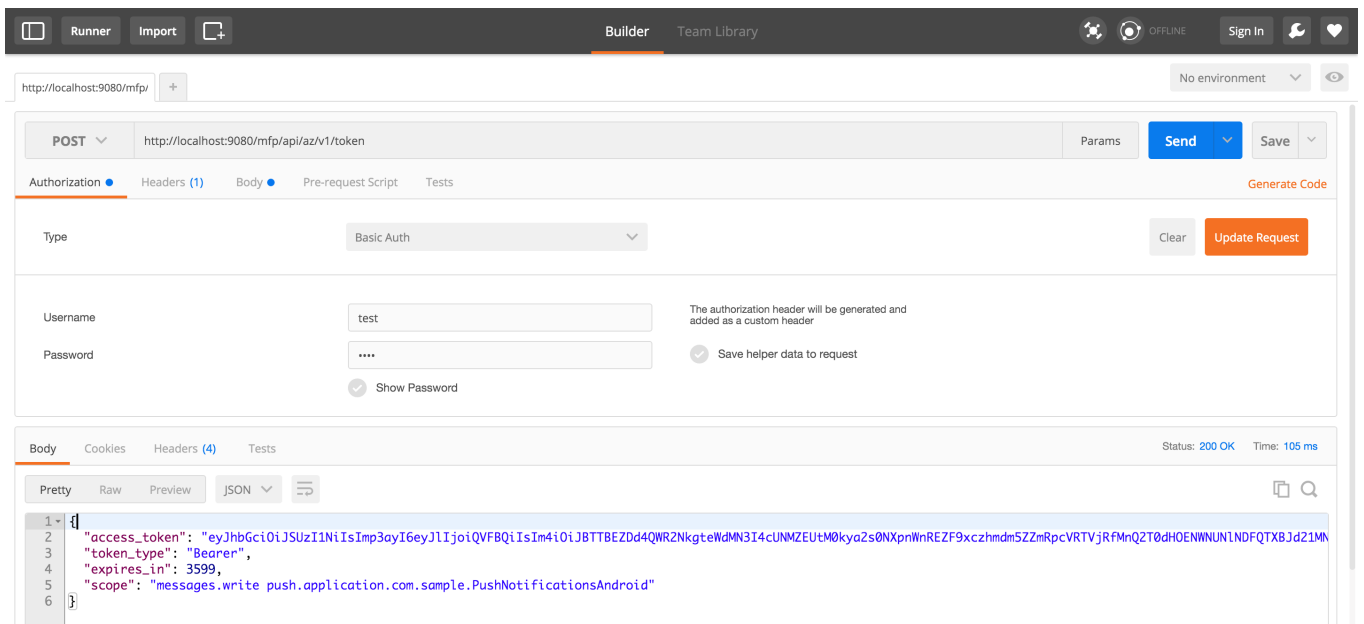 Runner Import Builder Team Library OFFLINE Sign In
http://localhost:9080/mfp/ + No environment
POST http://localhost:9080/mfp/api/az/v1/token Params Send Save
Authorization Headers (1) Body Pre-request Script Tests Generate Code
Type Basic Auth Clear Update Request
Username test The authorization header will be generated and
added as a custom header
Password •••• Save helper data to request
Show Password
Body Cookies Headers (4) Tests Status: 200 OK Time: 105 ms
Pretty Raw Preview JSON
1 {
2 "access_token": "eyJhbGciOiJSUzI1NiIsImp3ayI6eyJlIjoiQVFBQiIsIm4iOiJBTTBEZDd4QWR2NkgteWdMN3I4cUNMZEUtM0kya2s0NXpnWnREZF9xczhmdm5ZZmRpcVRTVjRfMnQ2T0dHOENWNUNlNDFQTXBJd21MN
3 "token_type": "Bearer",
4 "expires_in": 3599,
5 "scope": "messages.write push.application.com.sample.PushNotificationsAndroid"
6 }